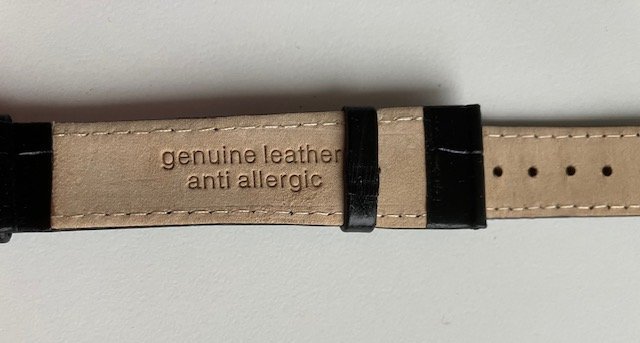 genuine leather
anti allergic